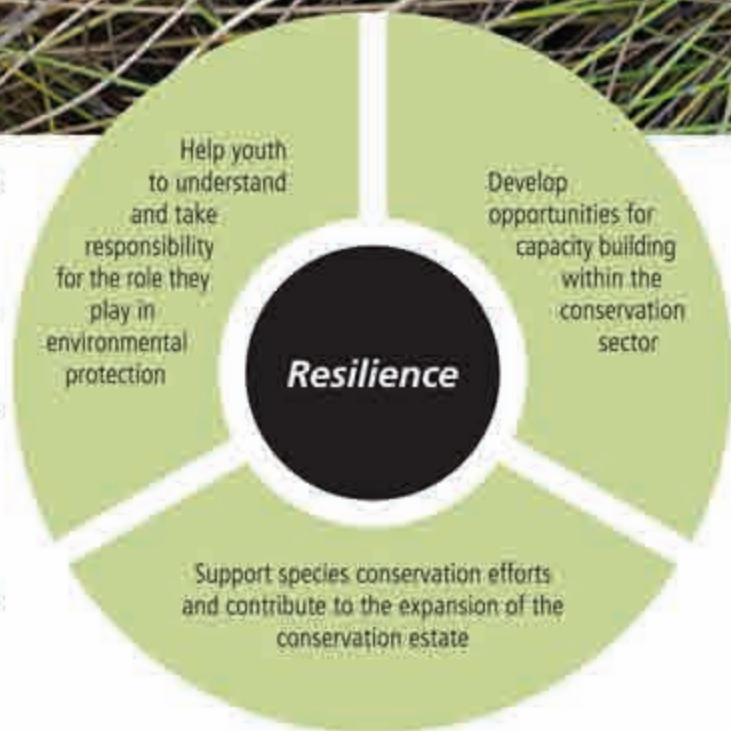 Help youth
to understand
and take
responsibility
for the role they
play in
environmental
protection
Develop
opportunities for
capacity building
within the
conservation
sector
Resilience
Support species conservation efforts
and contribute to the expansion of the
conservation estate